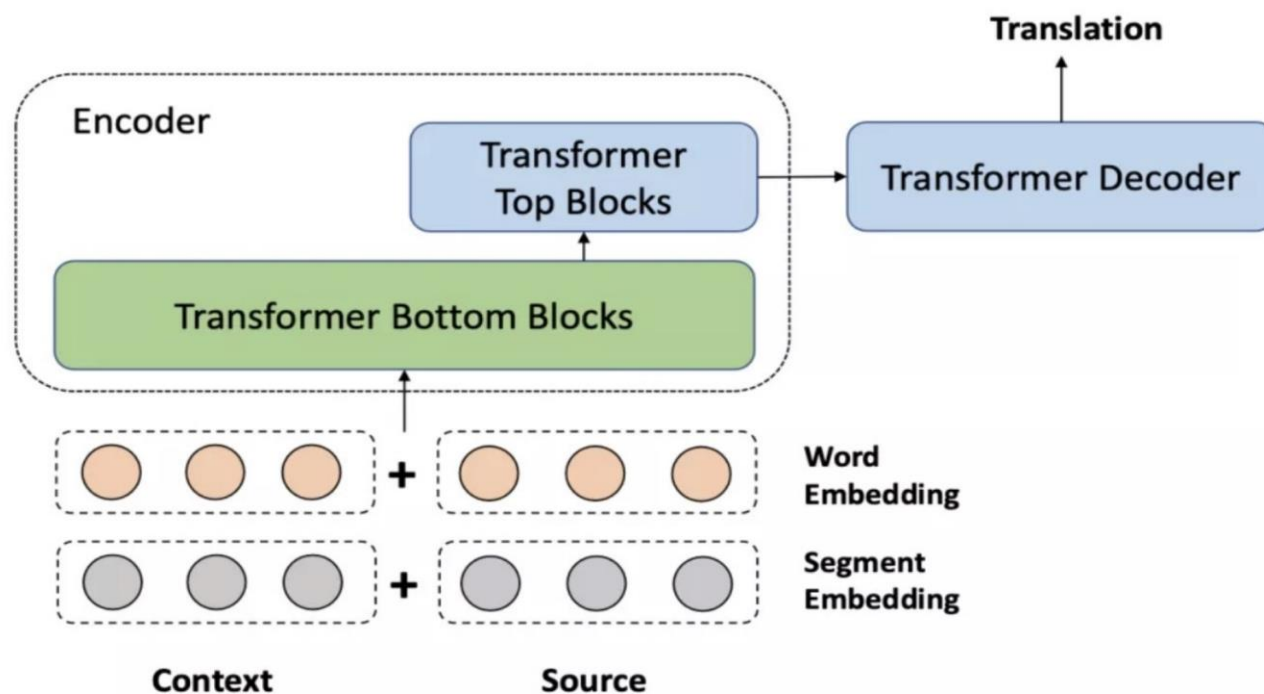 Translation
Encoder
Transformer
Top Blocks
Transformer Decoder
Transformer Bottom Blocks
+
Word
Embedding
+
Segment
Embedding
Context
Source